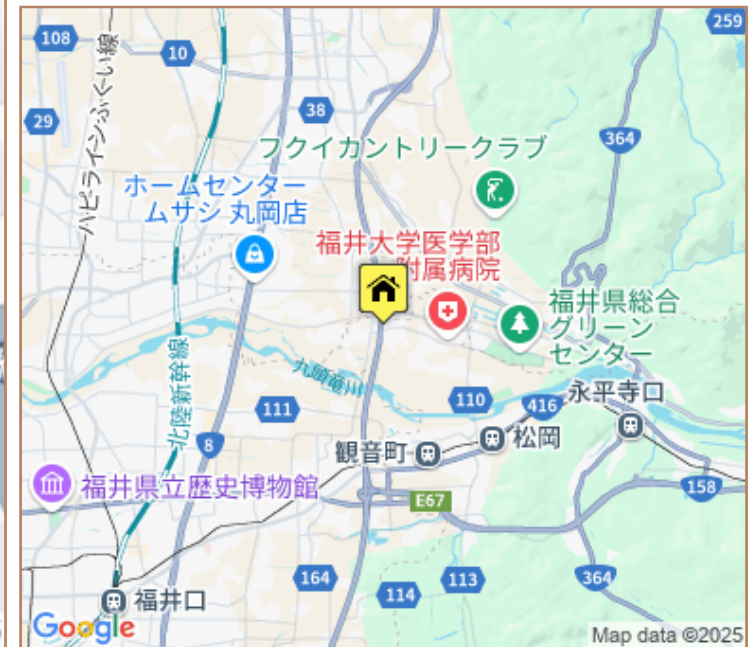 108
10
259
29
38
364
ハピラインふくい線
フクイカントリークラブ
ホームセンター
ムサシ 丸岡店
福井大学医学部
附属病院
福井県総合
グリーン
センター
北陸新幹線
九頭竜川
110
416
永平寺口
111
8
観音町
松岡
福井県立歴史博物館
E67
158
164
114
113
364
福井口
Google
Map data ©2025